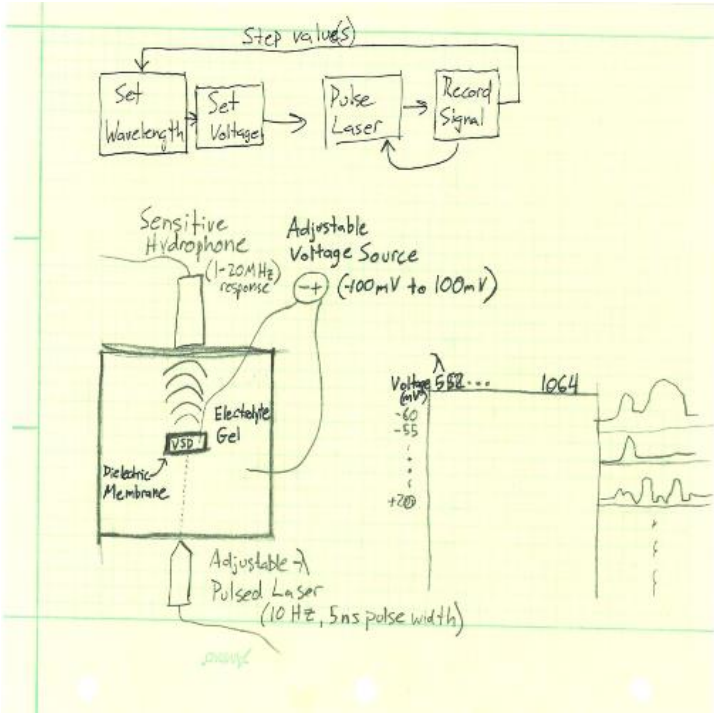 Step value(s)
Set
Wavelength
Set
Voltage
Pulse
Laser
Record
Signal
Sensitive
Hydrophone
(1-20MHz)
response
Adjustable
Voltage Source
(-100mV to 100mV)
-+
Electrolyte
Gel
VSD
Dielectric
Membrane
Adjustable-λ
Pulsed Laser
(10 Hz, 5ns pulse width)
λ
Voltage
(mV)
532... 1064
-60
-55
+20